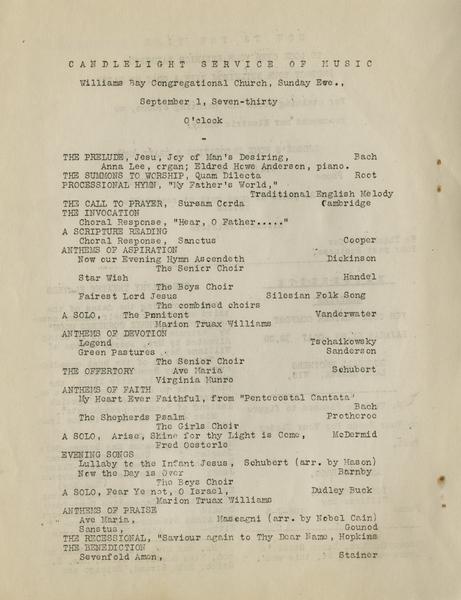 CANDLELIGHT SERVICE OF MUSIC
Williams Bay Congregational Church, Sunday Eve.,
September 1, Seven-thirty
O'clock
-
THE PRELUDE, Jesu, Joy of Man's Desiring, Bach
Anna Lee, organ; Eldred Howe Anderson, piano.
THE SUMMONS TO WORSHIP, Quam Dilecta Root
PROCESSIONAL HYMN, "My Father's World,"
Traditional English Melody
THE CALL TO PRAYER, Sursam Corda Cambridge
THE INVOCATION
Choral Response, "Hear, O Father....."
A SCRIPTURE READING
Choral Response, Sanctus Cooper
ANTHEMS OF ASPIRATION
Now our Evening Hymn Ascendeth Dickinson
The Senior Choir
Star Wish Handel
The Boys Choir
Fairest Lord Jesus Silesian Folk Song
The combined choirs
A SOLO, The Penitent Vanderwater
Marion Truax Williams
ANTHEMS OF DEVOTION
Legend Tschaikowsky
Green Pastures Sanderson
The Senior Choir
THE OFFERTORY Ave Maria Schubert
Virginia Munro
ANTHEMS OF FAITH
My Heart Ever Faithful, from "Pentecostal Cantata"
Bach
The Shepherds Psalm Protheroe
The Girls Choir
A SOLO, Arise, Shine for thy Light is Come, McDermid
Fred Oosterlo
EVENING SONGS
Lullaby to the Infant Jesus, Schubert (arr. by Mason)
Now the Day is Over Barnby
The Boys Choir
A SOLO, Fear Ye not, O Israel, Dudley Buck
Marion Truax Williams
ANTHEMS OF PRAISE
Ave Maria, Mascagni (arr. by Nobel Cain)
Sanctus, Gounod
THE RECESSIONAL, "Saviour again to Thy Dear Name, Hopkins
THE BENEDICTION
Sevenfold Amen, Stainer